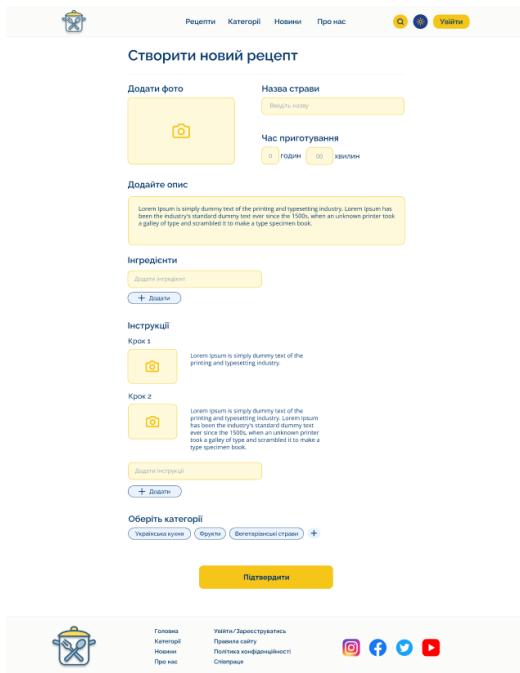 Рецепти Категорії Новини Про нас Увійти
Створити новий рецепт
Додати фото
Назва страви
Введіть назву
Час приготування
0 годин 00 хвилин
Додайте опис
Lorem Ipsum is simply dummy text of the printing and typesetting industry. Lorem Ipsum has
been the industry's standard dummy text ever since the 1500s, when an unknown printer took
a galley of type and scrambled it to make a type specimen book.
Інгредієнти
Додати інгредієнт
+ Додати
Інструкції
Крок 1
Lorem Ipsum is simply dummy text of the
printing and typesetting industry.
Крок 2
Lorem Ipsum is simply dummy text of the
printing and typesetting industry. Lorem Ipsum
has been the industry's standard dummy text
ever since the 1500s, when an unknown printer
took a galley of type and scrambled it to make a
type specimen book.
Додати інструкції
+ Додати
Оберіть категорії
Українська кухня Фрукти Вегетаріанські страви +
Підтвердити
Головна
Категорії
Новини
Про нас
Увійти/Зареєструватись
Правила сайту
Політика конфіденційності
Співпраця